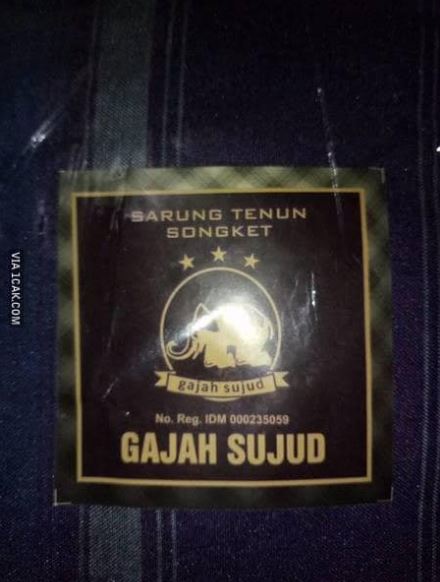 SARUNG TENUN
SONGKET
gajah sujud
No. Reg. IDM 000235059
GAJAH SUJUD
VIA 1CAK.COM